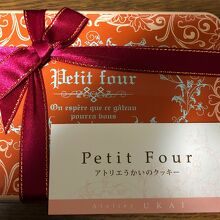 Petit four
On espère que ce gâteau
pourra vous
Petit Four
アトリエうかいのクッキー
Atelier UKAI